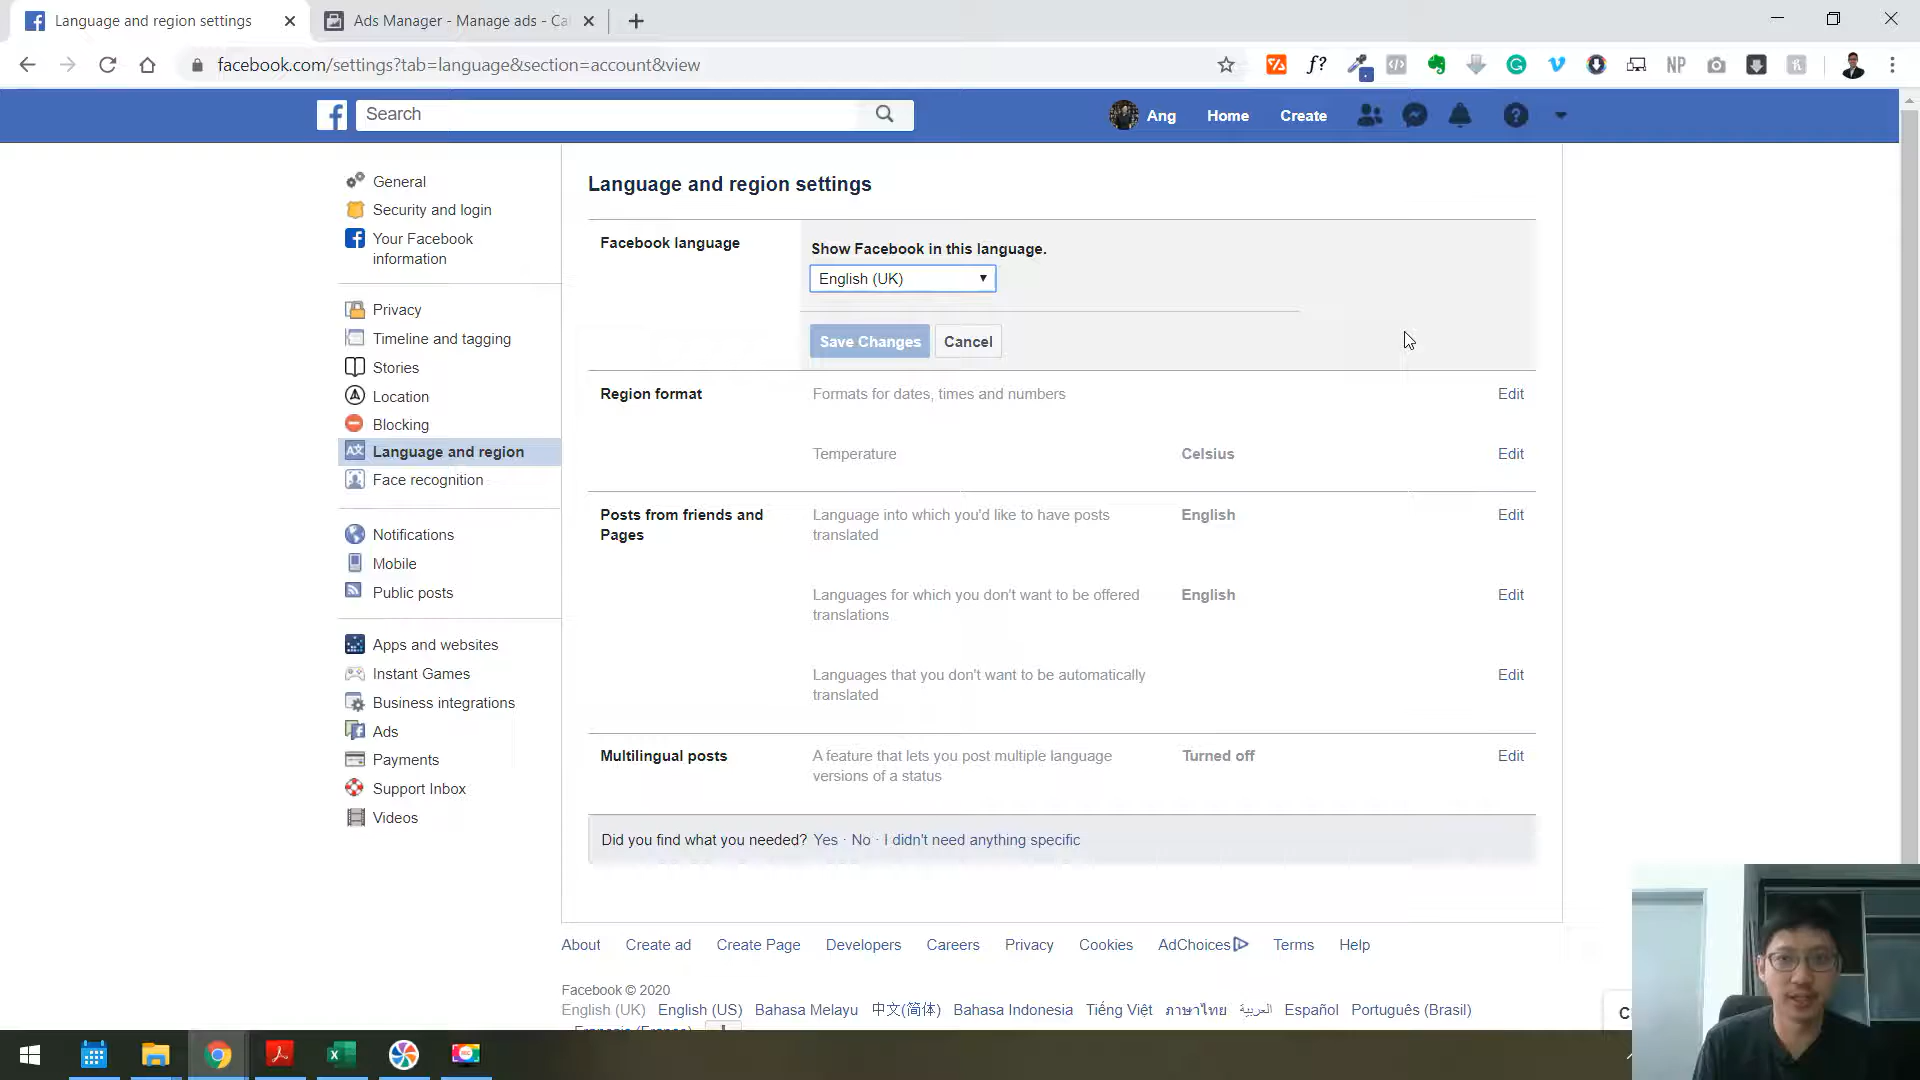 Language and region settings
Ads Manager - Manage ads - Ca
facebook.com/settings?tab=language&section=account&view
f?
NP
Search
Ang
Home
Create
General
Security and login
Your Facebook
information
Privacy
Timeline and tagging
Stories
Location
Blocking
Language and region
Face recognition
Notifications
Mobile
Public posts
Apps and websites
Instant Games
Business integrations
Ads
Payments
Support Inbox
Videos
Language and region settings
Facebook language
Show Facebook in this language.
English (UK)
Save Changes
Cancel
Region format
Formats for dates, times and numbers
Edit
Temperature
Celsius
Edit
Posts from friends and
Pages
Language into which you'd like to have posts
translated
English
Edit
Languages for which you don't want to be offered
translations
English
Edit
Languages that you don't want to be automatically
translated
Edit
Multilingual posts
A feature that lets you post multiple language
versions of a status
Turned off
Edit
Did you find what you needed? Yes · No · I didn't need anything specific
About Create ad Create Page Developers Careers Privacy Cookies AdChoices Terms Help
Facebook © 2020
English (UK) English (US) Bahasa Melayu 中文(简体) Bahasa Indonesia Tiếng Việt ภาษาไทย العربية Español Português (Brasil)